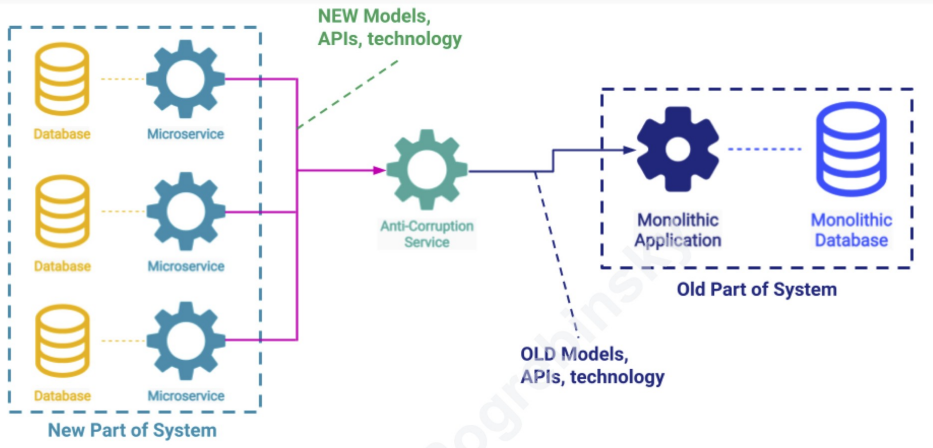 NEW Models,
APIs, technology
Database
Microservice
Database
Microservice
Database
Microservice
New Part of System
Anti-Corruption
Service
Monolithic
Application
Monolithic
Database
Old Part of System
OLD Models,
APIs, technology